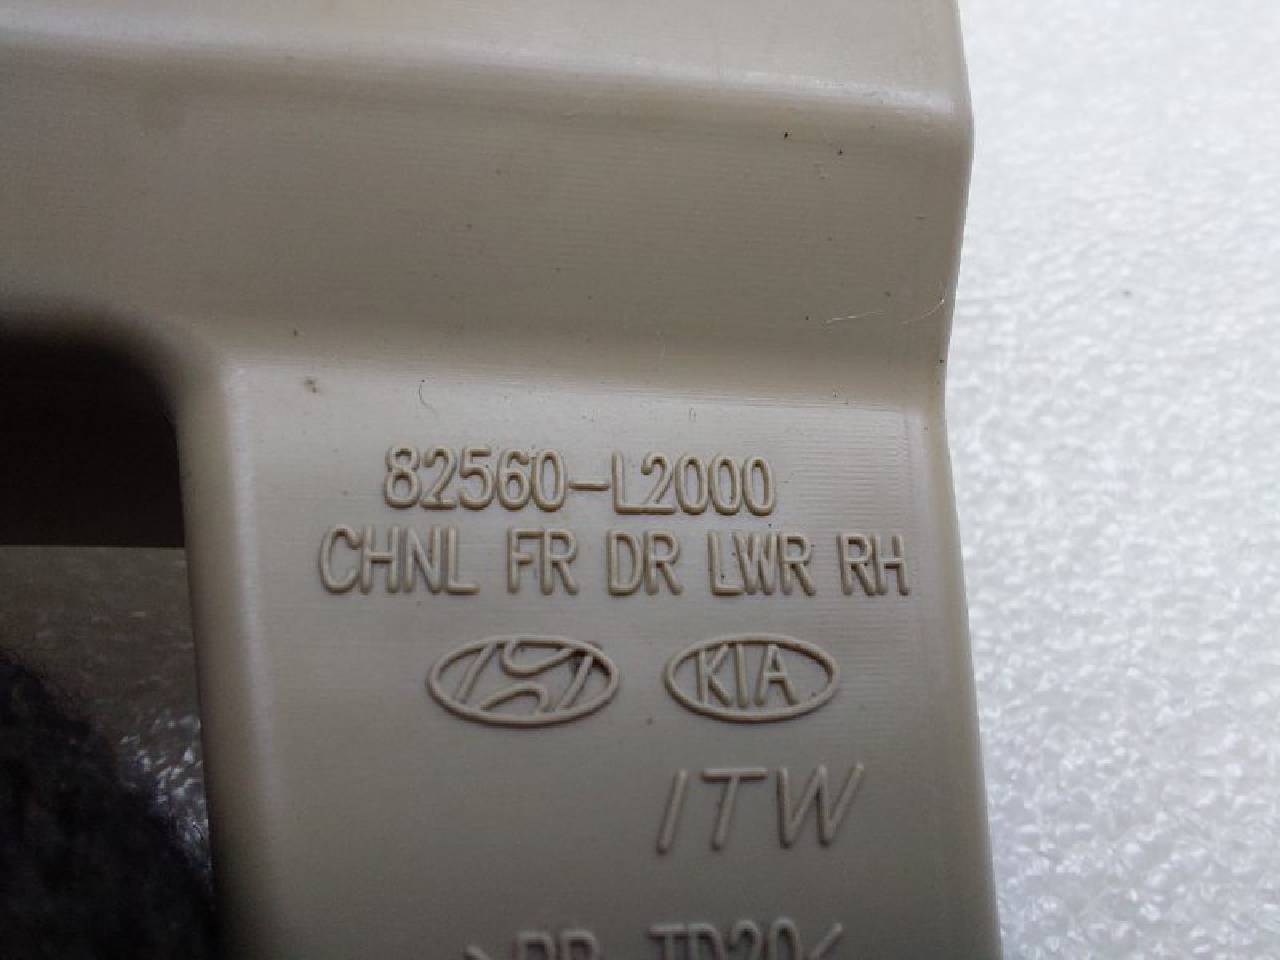 82560-L2000
CHNL FR DR LWR RH
KIA
ITW